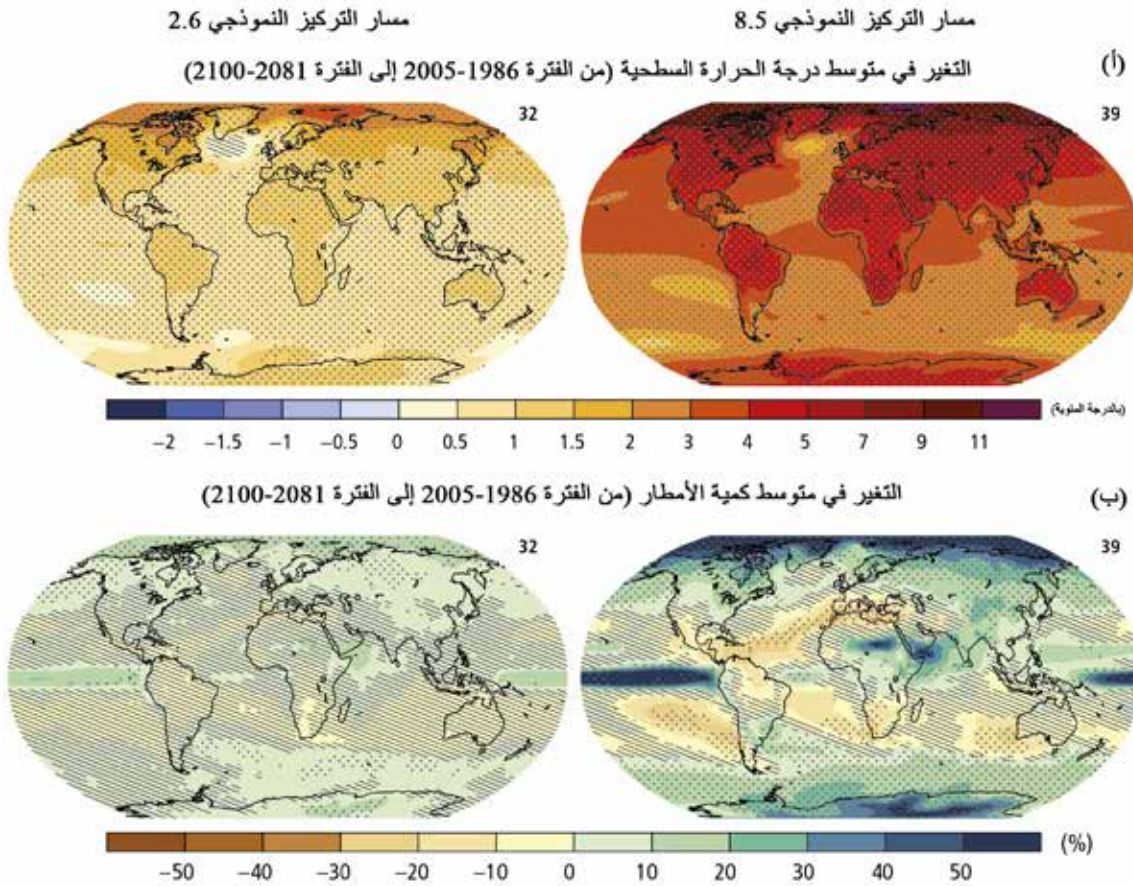 مسار التركيز النموذجي 8.5
مسار التركيز النموذجي 2.6
(أ)
التغير في متوسط درجة الحرارة السطحية (من الفترة 1986-2005 إلى الفترة 2081-2100)
32
39
−2 −1.5 −1 −0.5 0 0.5 1 1.5 2 3 4 5 7 9 11 (بالدرجة المئوية)
(ب)
التغير في متوسط كمية الأمطار (من الفترة 1986-2005 إلى الفترة 2081-2100)
32
39
−50 −40 −30 −20 −10 0 10 20 30 40 50 (%)